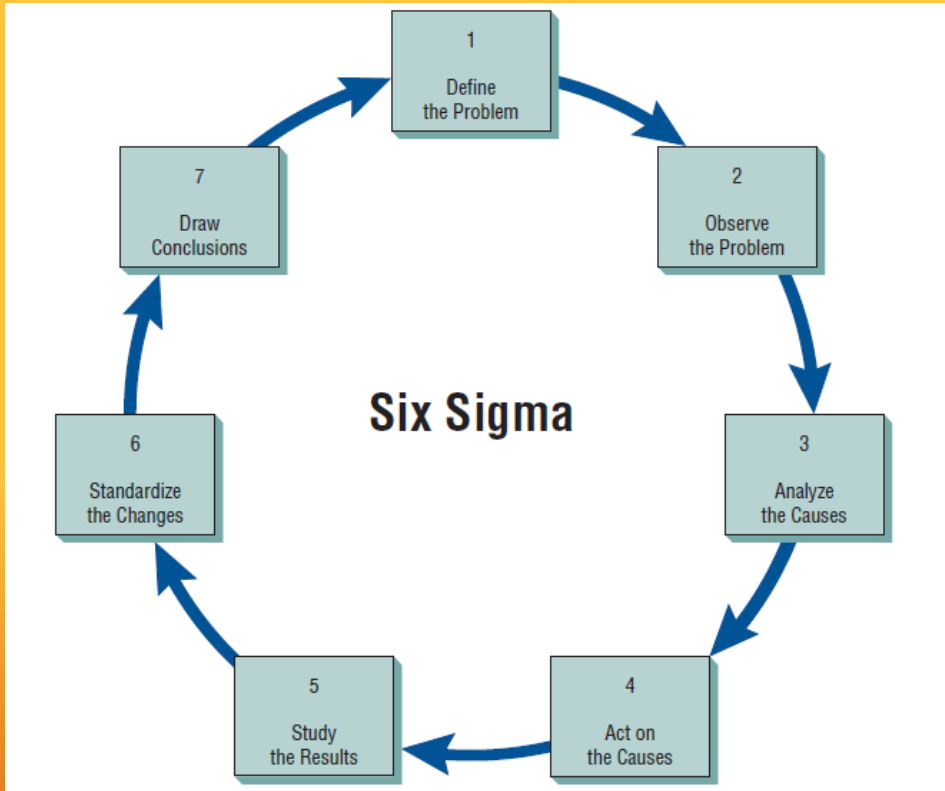 1
Define
the Problem
2
Observe
the Problem
3
Analyze
the Causes
4
Act on
the Causes
5
Study
the Results
6
Standardize
the Changes
7
Draw
Conclusions
Six Sigma